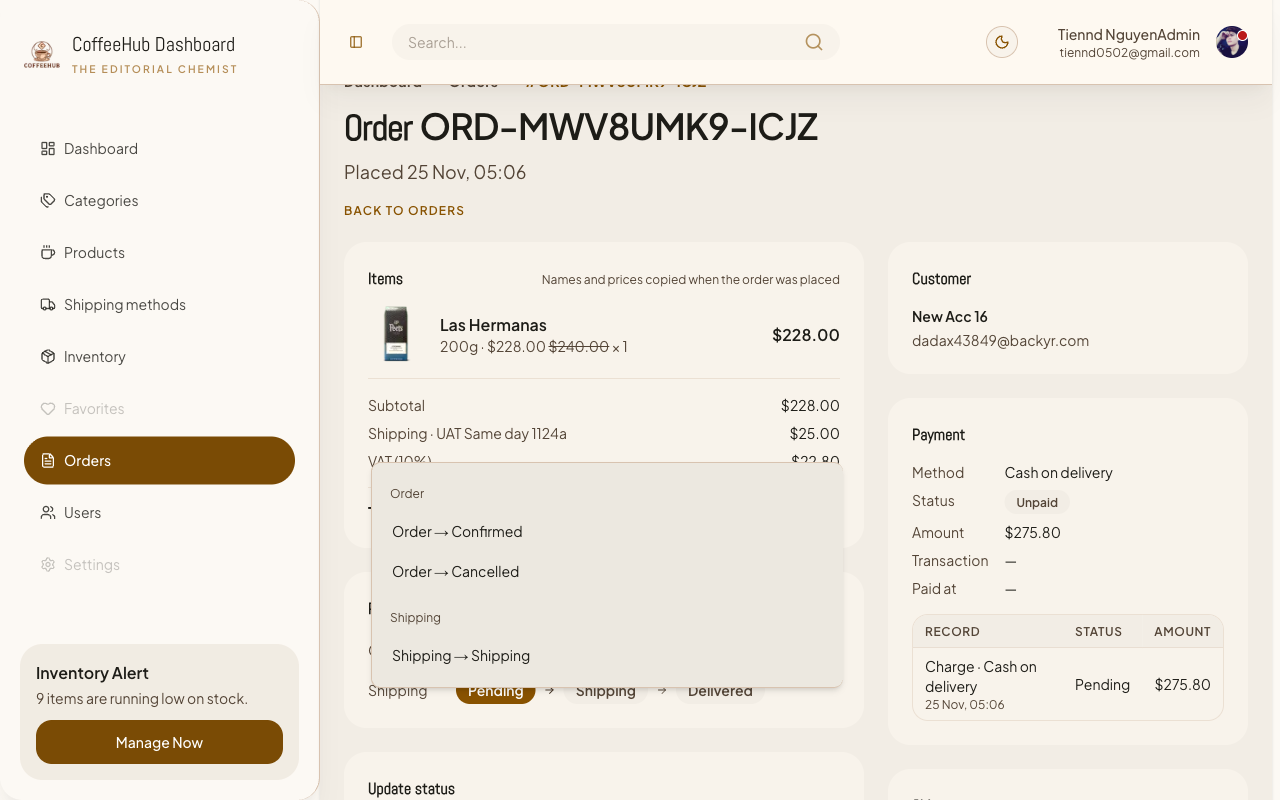 COFFEEHUB
CoffeeHub Dashboard
THE EDITORIAL CHEMIST
Dashboard
Categories
Products
Shipping methods
Inventory
Favorites
Orders
Users
Settings
Inventory Alert
9 items are running low on stock.
Manage Now
Search...
Tiennd NguyenAdmin
tiennd0502@gmail.com
Order ORD-MWV8UMK9-ICJZ
Placed 25 Nov, 05:06
BACK TO ORDERS
Items
Names and prices copied when the order was placed
Las Hermanas
200g · $228.00 $240.00 × 1
$228.00
Subtotal
$228.00
Shipping · UAT Same day 1124a
$25.00
VAT (10%)
$22.80
Order
Order → Confirmed
Order → Cancelled
Shipping
Shipping → Shipping
Shipping
Pending → Shipping → Delivered
Update status
Customer
New Acc 16
dadax43849@backyr.com
Payment
Method
Cash on delivery
Status
Unpaid
Amount
$275.80
Transaction
—
Paid at
—
RECORD STATUS AMOUNT
Charge · Cash on
delivery
25 Nov, 05:06
Pending
$275.80